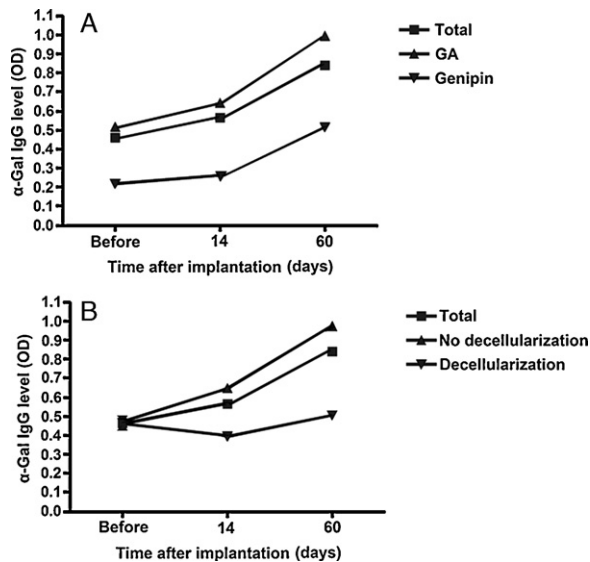 A
α-Gal IgG level (OD)
1.1
1.0
0.9
0.8
0.7
0.6
0.5
0.4
0.3
0.2
0.1
0.0
Before 14 60
Time after implantation (days)
Total
GA
Genipin
B
α-Gal IgG level (OD)
1.1
1.0
0.9
0.8
0.7
0.6
0.5
0.4
0.3
0.2
0.1
0.0
Before 14 60
Time after implantation (days)
Total
No decellularization
Decellularization